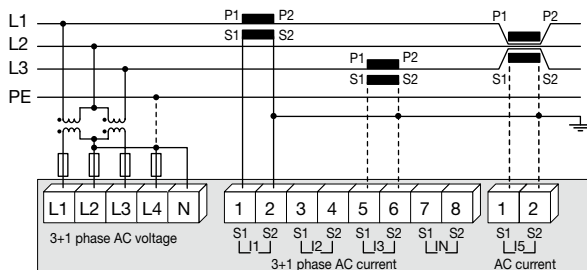 L1 P1 P2 P1 P2
L2 S1 S2 P1 P2
L3 S1 S2 S1 S2
PE
L1 L2 L3 L4 N 1 2 3 4 5 6 7 8 1 2
S1 S2 S1 S2 S1 S2 S1 S2 S1 S2
I1 I2 I3 IN I5
3+1 phase AC voltage 3+1 phase AC current AC current